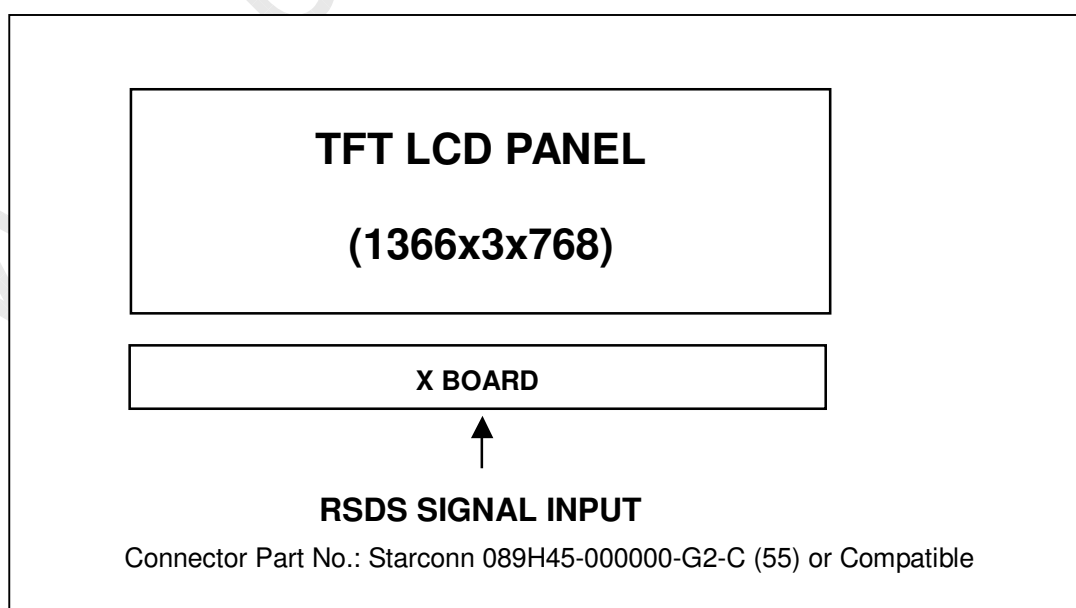 TFT LCD PANEL
(1366x3x768)
X BOARD
RSDS SIGNAL INPUT
Connector Part No.: Starconn 089H45-000000-G2-C (55) or Compatible